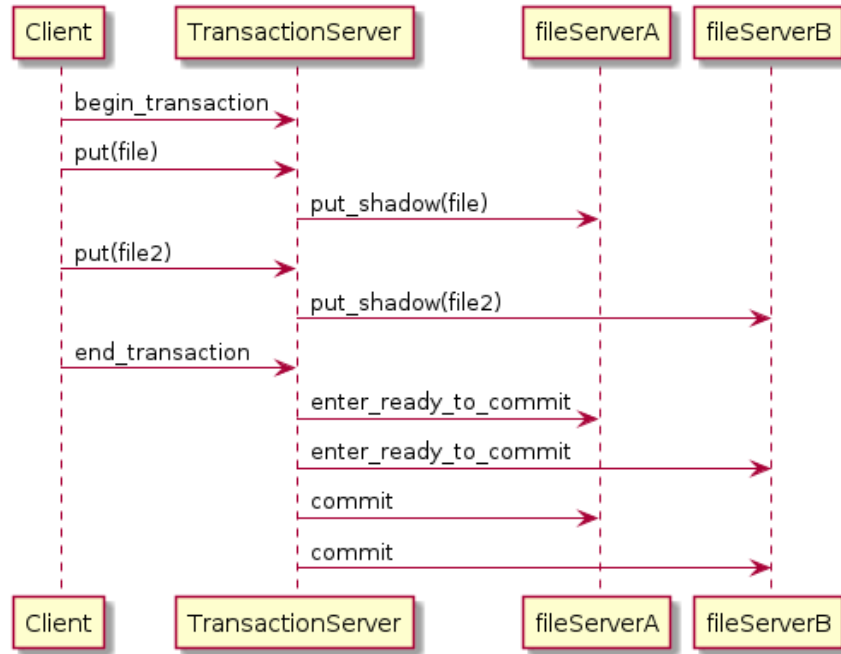 Client TransactionServer fileServerA fileServerB
begin_transaction
put(file)
put_shadow(file)
put(file2)
put_shadow(file2)
end_transaction
enter_ready_to_commit
enter_ready_to_commit
commit
commit
Client TransactionServer fileServerA fileServerB